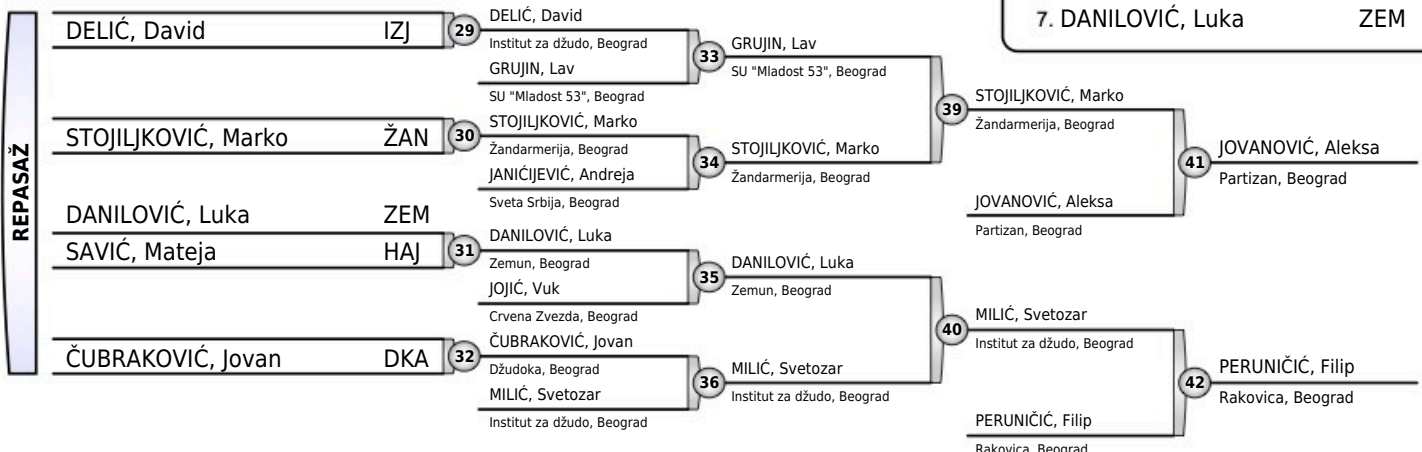 7. DANILOVIĆ, Luka ZEM
REPASAŽ
DELIĆ, David IZJ
29
STOJILJKOVIĆ, Marko ŽAN
30
DANILOVIĆ, Luka ZEM
SAVIĆ, Mateja HAJ
31
ČUBRAKOVIĆ, Jovan DKA
32
DELIĆ, David
Institut za džudo, Beograd
GRUJIN, Lav
SU "Mladost 53", Beograd
33
STOJILJKOVIĆ, Marko
Žandarmerija, Beograd
JANIĆIJEVIĆ, Andreja
Sveta Srbija, Beograd
34
DANILOVIĆ, Luka
Zemun, Beograd
JOJIĆ, Vuk
Crvena Zvezda, Beograd
35
ČUBRAKOVIĆ, Jovan
Džudoka, Beograd
MILIĆ, Svetozar
Institut za džudo, Beograd
36
GRUJIN, Lav
SU "Mladost 53", Beograd
STOJILJKOVIĆ, Marko
Žandarmerija, Beograd
39
DANILOVIĆ, Luka
Zemun, Beograd
MILIĆ, Svetozar
Institut za džudo, Beograd
40
STOJILJKOVIĆ, Marko
Žandarmerija, Beograd
JOVANOVIĆ, Aleksa
Partizan, Beograd
41
MILIĆ, Svetozar
Institut za džudo, Beograd
PERUNIČIĆ, Filip
Rakovica, Beograd
42
JOVANOVIĆ, Aleksa
Partizan, Beograd
PERUNIČIĆ, Filip
Rakovica, Beograd